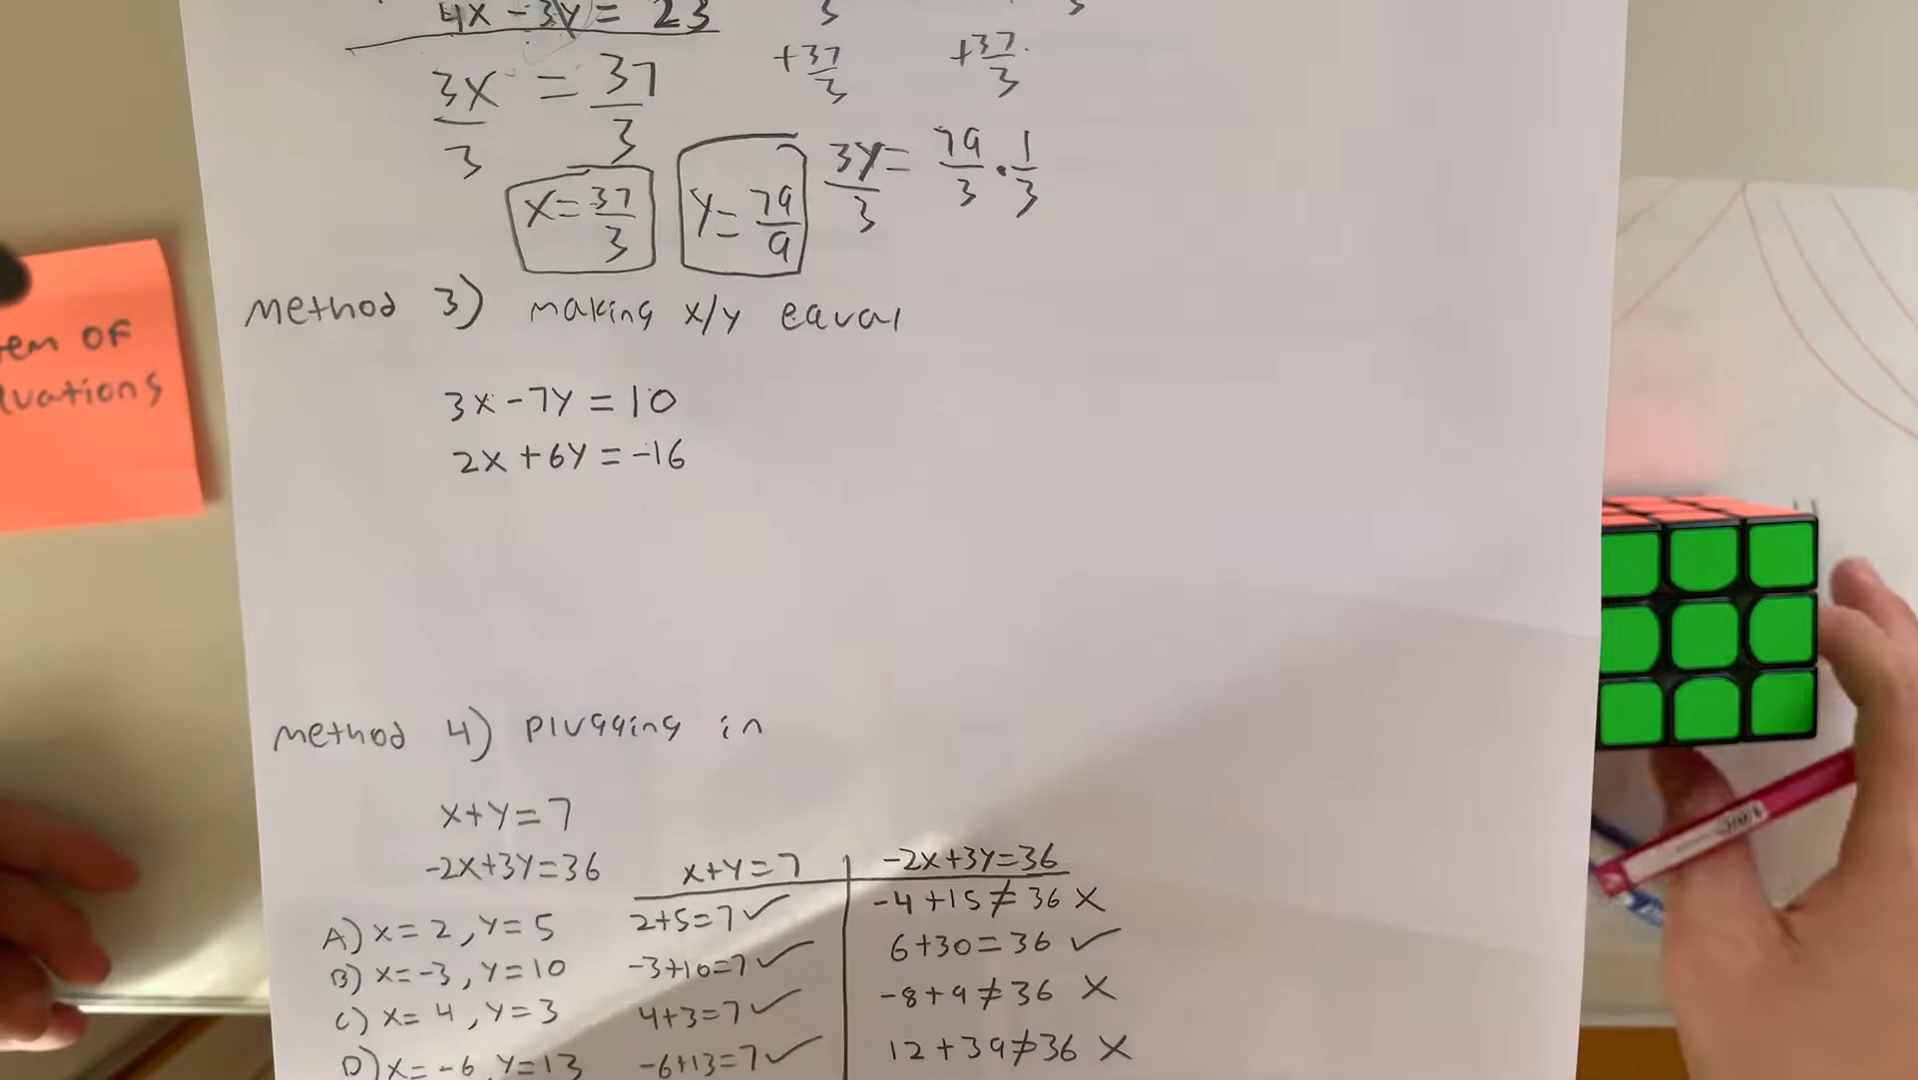 4x - 3y = 23
3 3
+37/3 +37/3
3x/3 = 37/3
3y/3 = 79/3 · 1/3
x = 37/3 y = 79/9
em OF
uations
method 3) making x/y equal
3x - 7y = 10
2x + 6y = -16
method 4) plugging in
x + y = 7
-2x + 3y = 36 x + y = 7 -2x + 3y = 36
A) x = 2, y = 5 2 + 5 = 7 ✓ -4 + 15 ≠ 36 X
B) x = -3, y = 10 -3 + 10 = 7 ✓ 6 + 30 = 36 ✓
C) x = 4, y = 3 4 + 3 = 7 ✓ -8 + 9 ≠ 36 X
D) x = -6, y = 13 -6 + 13 = 7 ✓ 12 + 39 ≠ 36 X